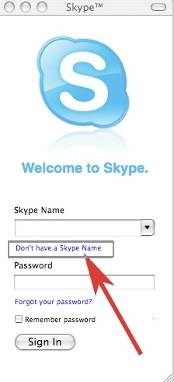 Skype™
S
Welcome to Skype.
Skype Name
Don't have a Skype Name
Password
Forgot your password?
Remember password
Sign In